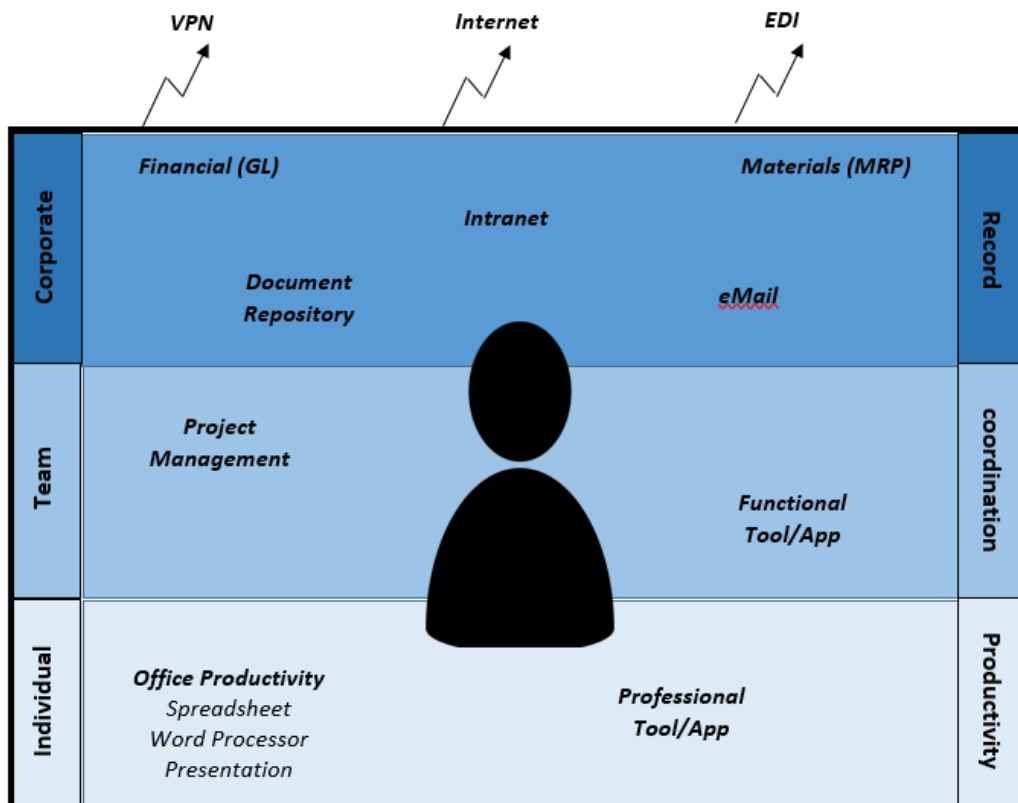 VPN
Internet
EDI
Corporate
Financial (GL)
Materials (MRP)
Record
Intranet
Document
Repository
eMail
Team
Project
Management
coordination
Functional
Tool/App
Individual
Office Productivity
Spreadsheet
Word Processor
Presentation
Professional
Tool/App
Productivity